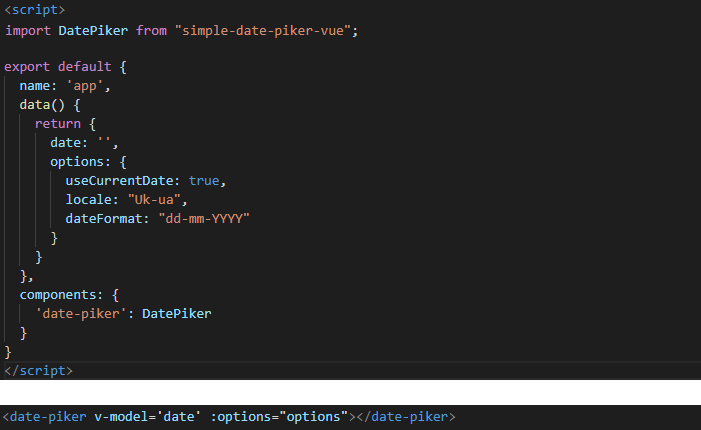 <script>
import DatePiker from "simple-date-piker-vue";
export default {
name: 'app',
data() {
return {
date: '',
options: {
useCurrentDate: true,
locale: "Uk-ua",
dateFormat: "dd-mm-YYYY"
}
}
},
components: {
'date-piker': DatePiker
}
}
</script>
<date-piker v-model='date' :options="options"></date-piker>